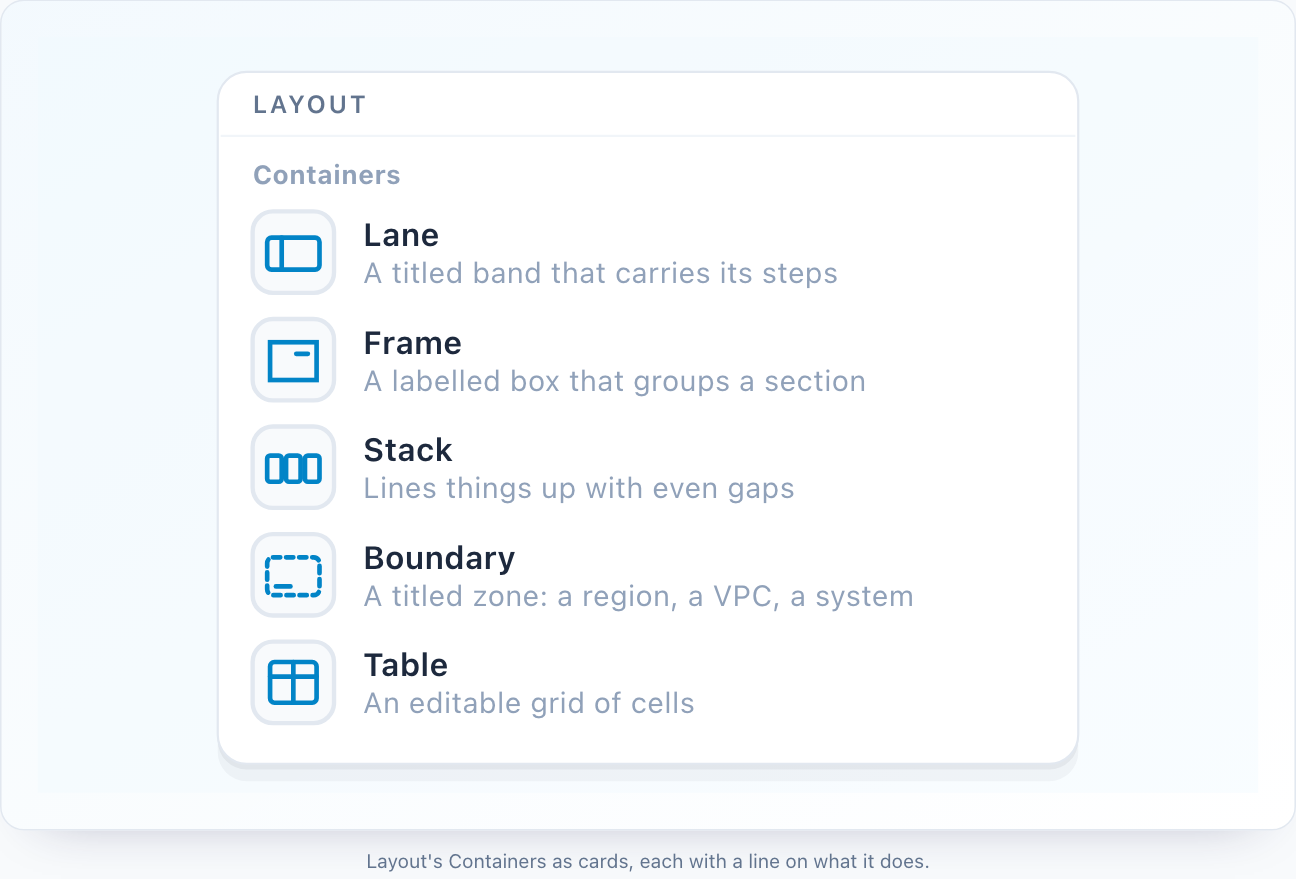 LAYOUT
Containers
Lane
A titled band that carries its steps
Frame
A labelled box that groups a section
Stack
Lines things up with even gaps
Boundary
A titled zone: a region, a VPC, a system
Table
An editable grid of cells
Layout's Containers as cards, each with a line on what it does.